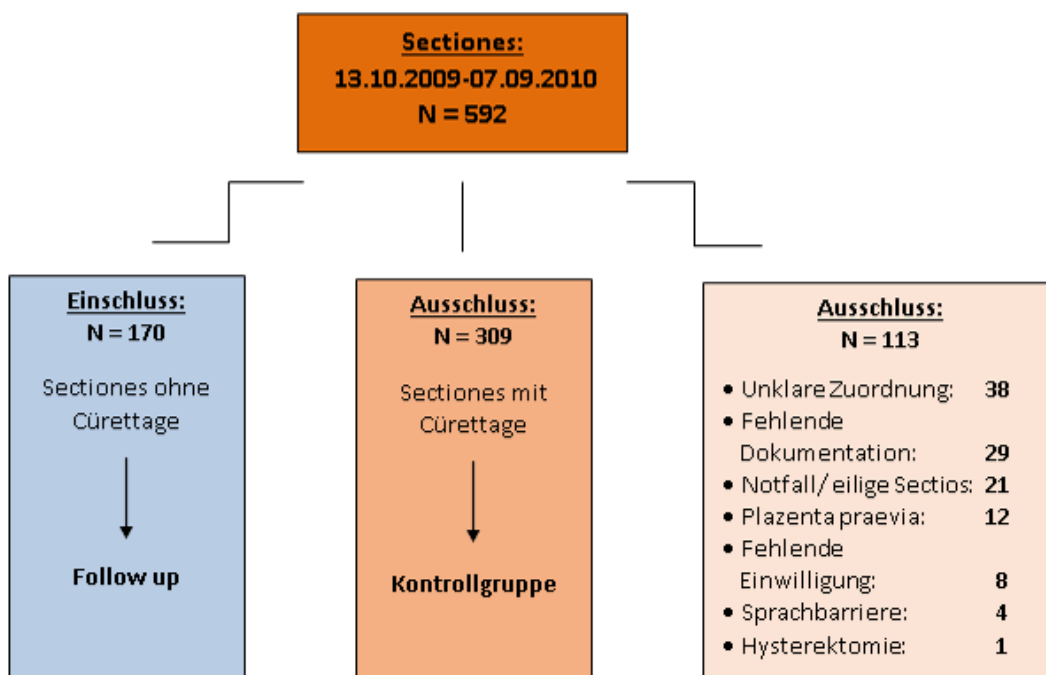 Sectiones:
13.10.2009-07.09.2010
N = 592
Einschluss:
N = 170
Sectiones ohne
Cürettage
Follow up
Ausschluss:
N = 309
Sectiones mit
Cürettage
Kontrollgruppe
Ausschluss:
N = 113
• Unklare Zuordnung: 38
• Fehlende
Dokumentation: 29
• Notfall/ eilige Sectios: 21
• Plazenta praevia: 12
• Fehlende
Einwilligung: 8
• Sprachbarriere: 4
• Hysterektomie: 1